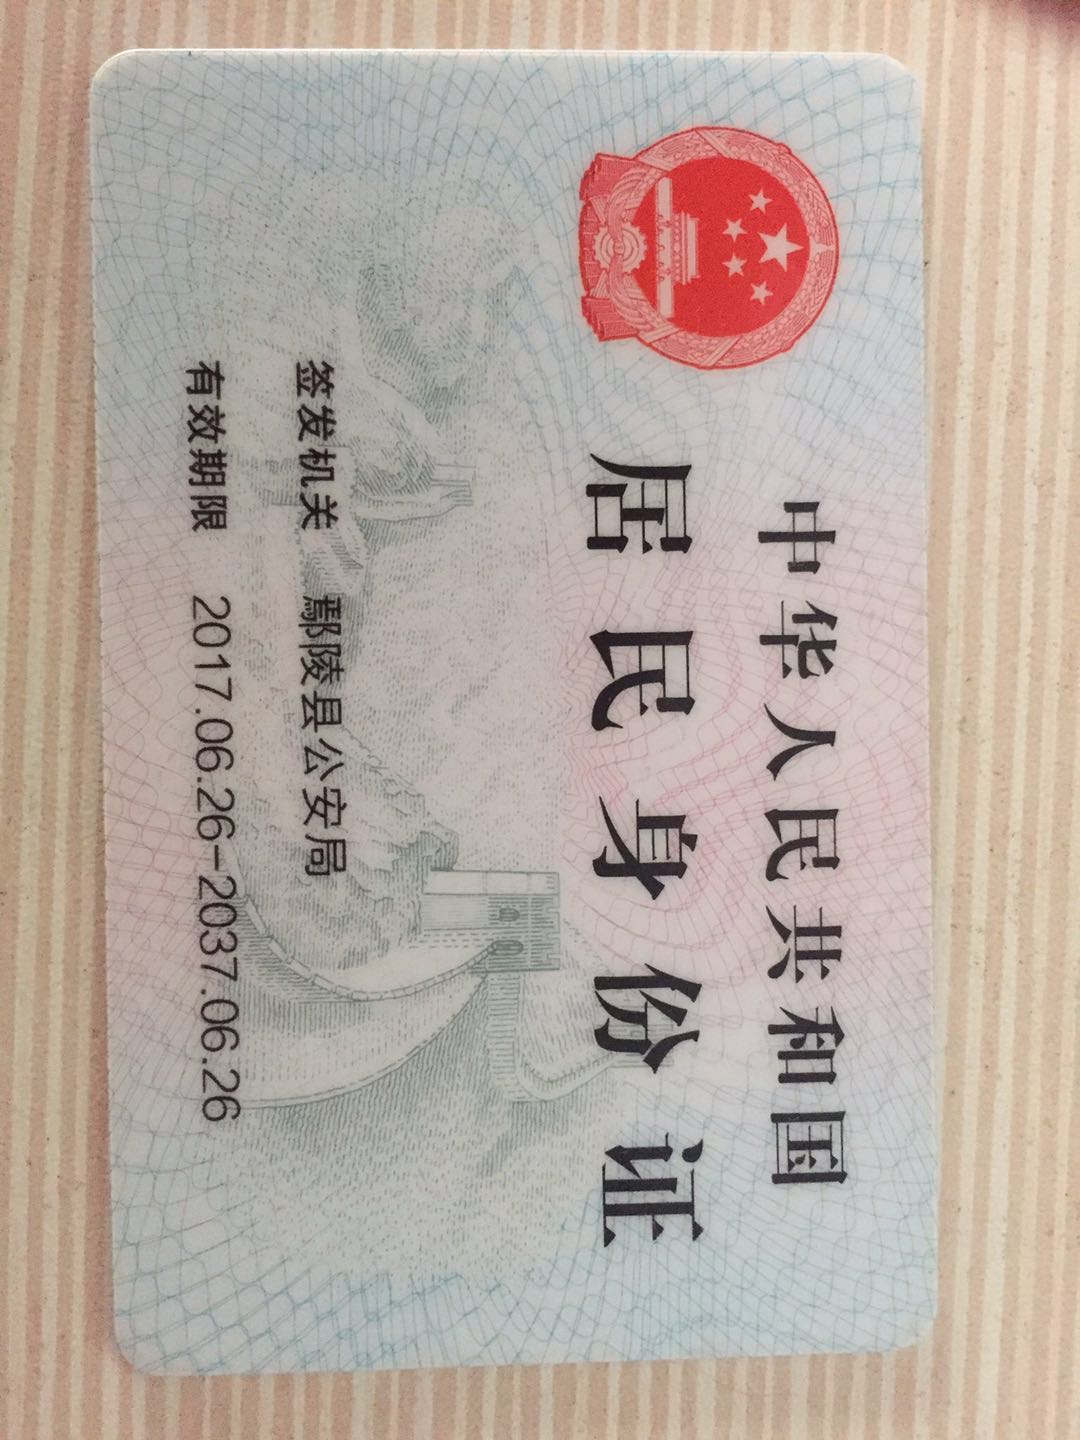 中华人民共和国
居民身份证
签发机关 鄢陵县公安局
有效期限 2017.06.26-2037.06.26